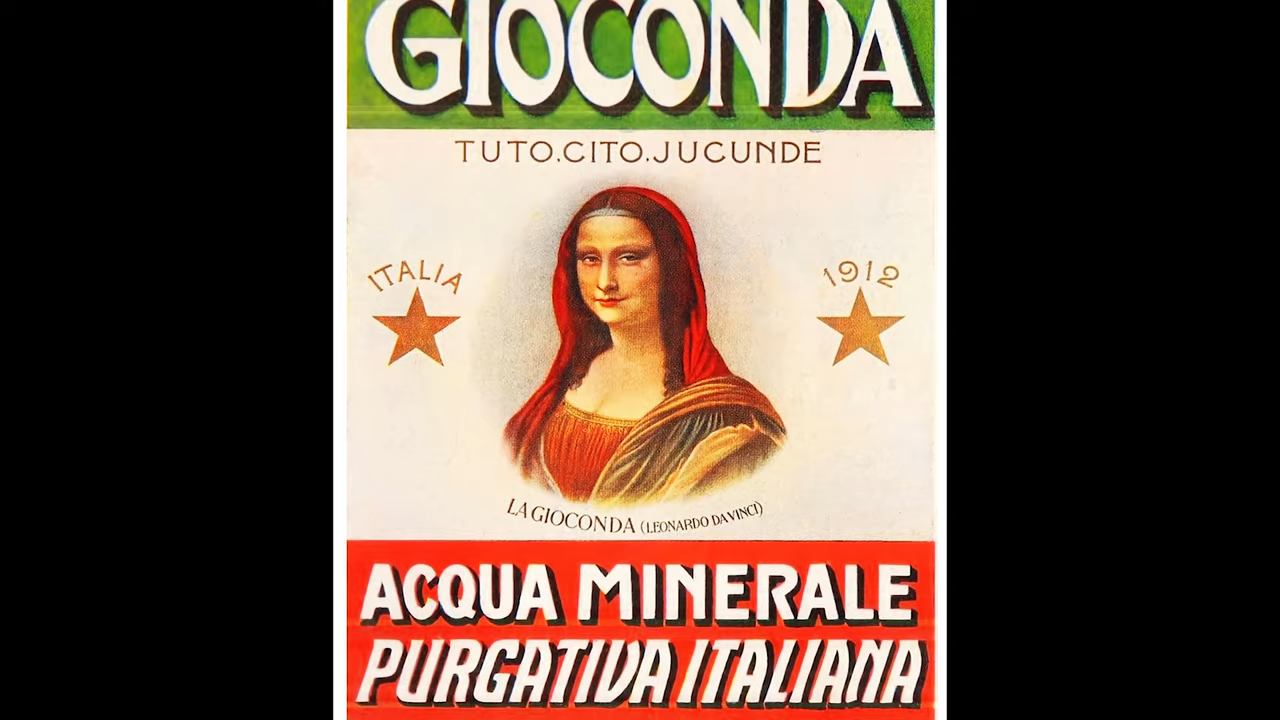 GIOCONDA
TUTO.CITO.JUCUNDE
ITALIA
1912
LA GIOCONDA (LEONARDO DA VINCI)
ACQUA MINERALE
PURGATIVA ITALIANA